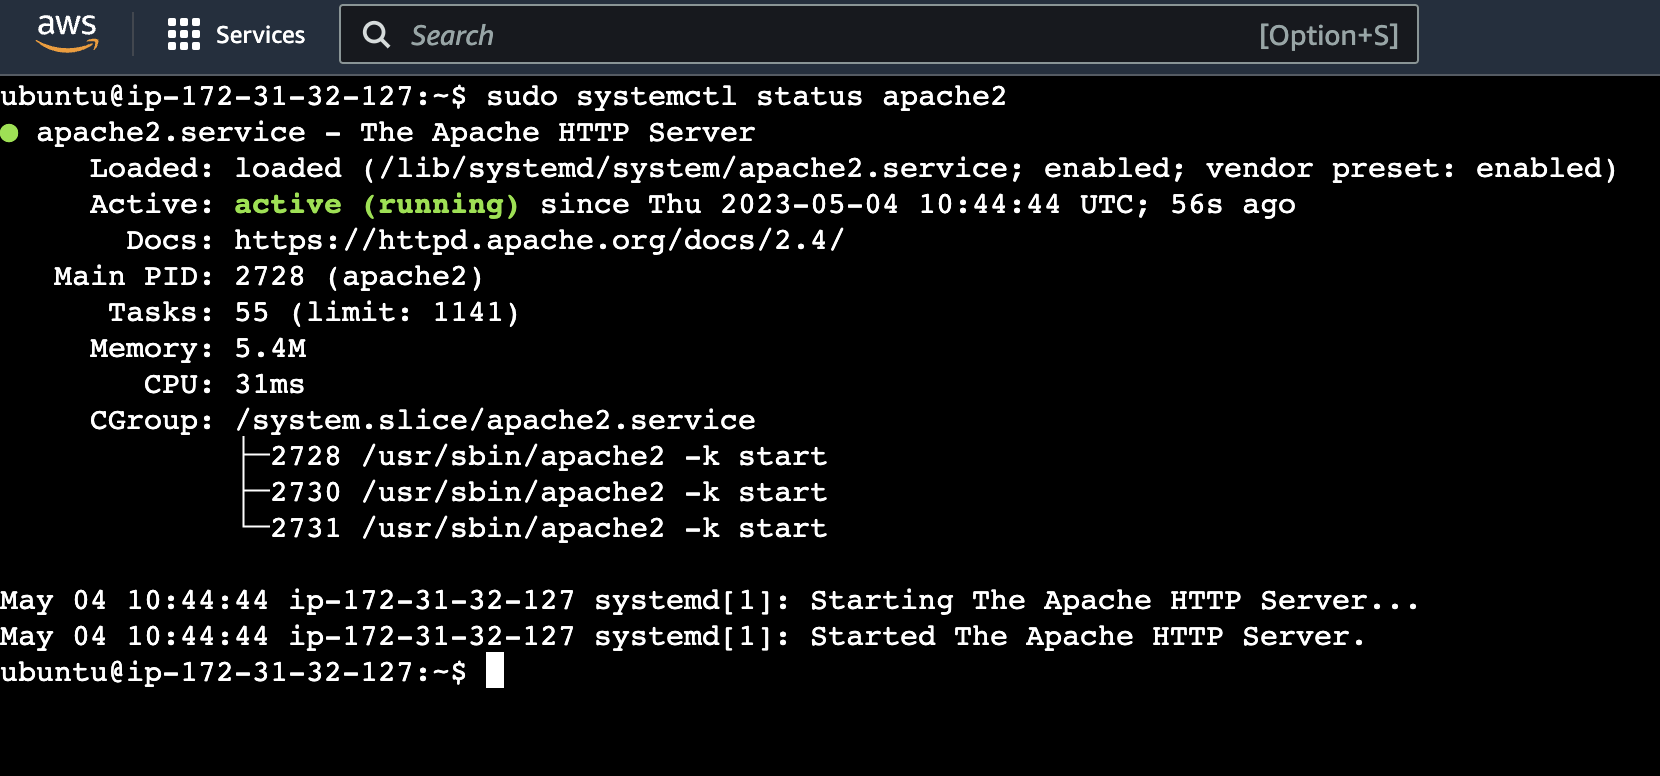 aws
Services
Search
[Option+S]
ubuntu@ip-172-31-32-127:~$ sudo systemctl status apache2
● apache2.service - The Apache HTTP Server
Loaded: loaded (/lib/systemd/system/apache2.service; enabled; vendor preset: enabled)
Active: active (running) since Thu 2023-05-04 10:44:44 UTC; 56s ago
Docs: https://httpd.apache.org/docs/2.4/
Main PID: 2728 (apache2)
Tasks: 55 (limit: 1141)
Memory: 5.4M
CPU: 31ms
CGroup: /system.slice/apache2.service
├─2728 /usr/sbin/apache2 -k start
├─2730 /usr/sbin/apache2 -k start
└─2731 /usr/sbin/apache2 -k start
May 04 10:44:44 ip-172-31-32-127 systemd[1]: Starting The Apache HTTP Server...
May 04 10:44:44 ip-172-31-32-127 systemd[1]: Started The Apache HTTP Server.
ubuntu@ip-172-31-32-127:~$